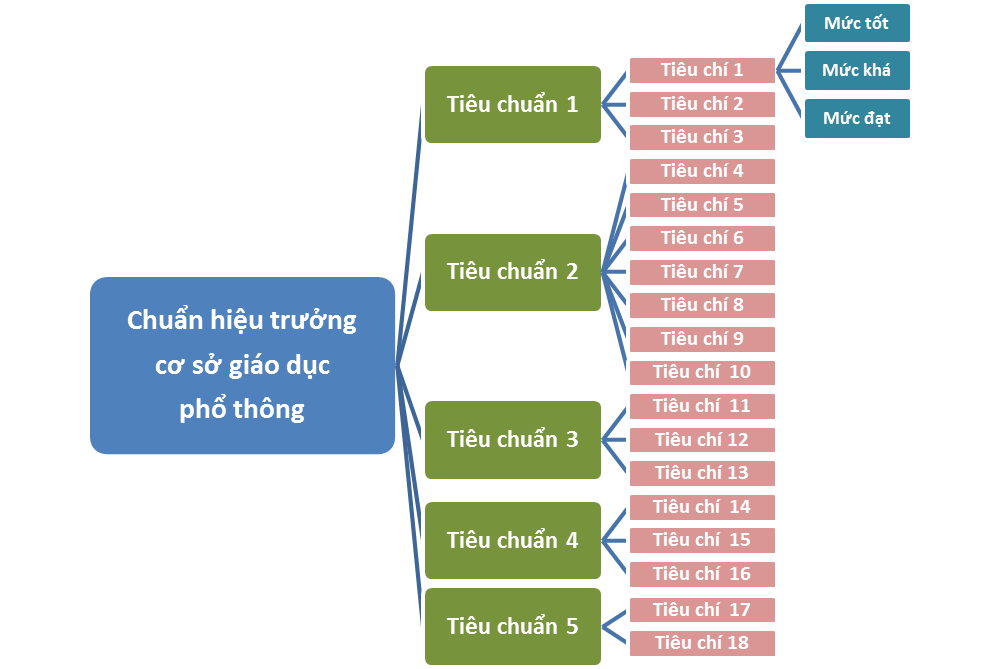 Chuẩn hiệu trưởng
cơ sở giáo dục
phổ thông
Tiêu chuẩn 1
Tiêu chí 1
Mức tốt
Mức khá
Mức đạt
Tiêu chí 2
Tiêu chí 3
Tiêu chuẩn 2
Tiêu chí 4
Tiêu chí 5
Tiêu chí 6
Tiêu chí 7
Tiêu chí 8
Tiêu chí 9
Tiêu chí 10
Tiêu chuẩn 3
Tiêu chí 11
Tiêu chí 12
Tiêu chí 13
Tiêu chuẩn 4
Tiêu chí 14
Tiêu chí 15
Tiêu chí 16
Tiêu chuẩn 5
Tiêu chí 17
Tiêu chí 18